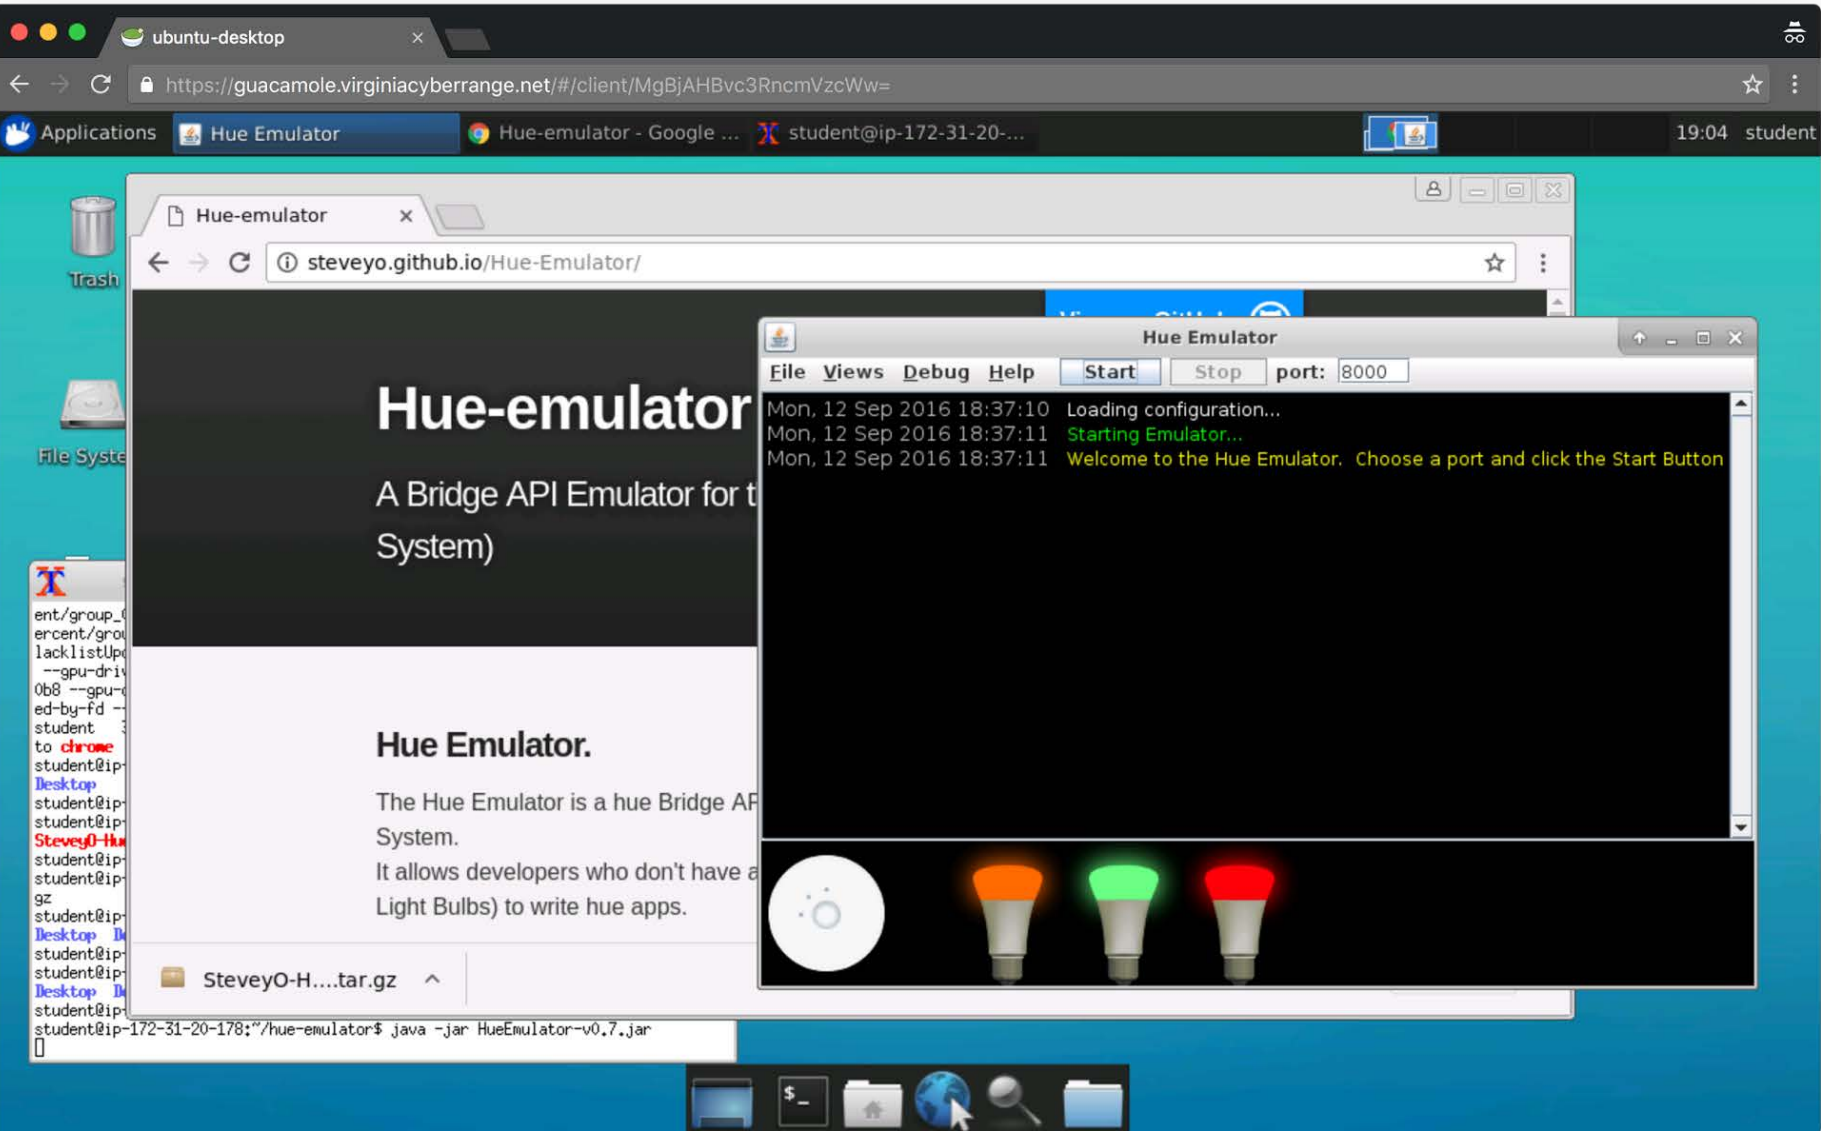 ubuntu-desktop
https://guacamole.virginiacyberrange.net/#/client/MgBjAHBvc3RncmVzcWw=
Applications
Hue Emulator
Hue-emulator - Google ...
student@ip-172-31-20-...
19:04
student
Trash
File Syste
Hue-emulator
steveyo.github.io/Hue-Emulator/
Hue-emulator
A Bridge API Emulator for t
System)
Hue Emulator.
The Hue Emulator is a hue Bridge AP
System.
It allows developers who don't have a
Light Bulbs) to write hue apps.
SteveyO-H....tar.gz
Hue Emulator
File Views Debug Help Start Stop port: 8000
Mon, 12 Sep 2016 18:37:10 Loading configuration...
Mon, 12 Sep 2016 18:37:11 Starting Emulator...
Mon, 12 Sep 2016 18:37:11 Welcome to the Hue Emulator. Choose a port and click the Start Button
ent/group_
ercent/grou
lacklistUpd
--gpu-driv
0b8 --gpu-
ed-by-fd --
student
to chrome
student@ip-
Desktop
student@ip-
student@ip-
SteveyO-Hue
student@ip-
student@ip-
gz
student@ip-
Desktop
student@ip-
student@ip-
Desktop
student@ip-
student@ip-172-31-20-178:~/hue-emulator$ java -jar HueEmulator-v0.7.jar
$_